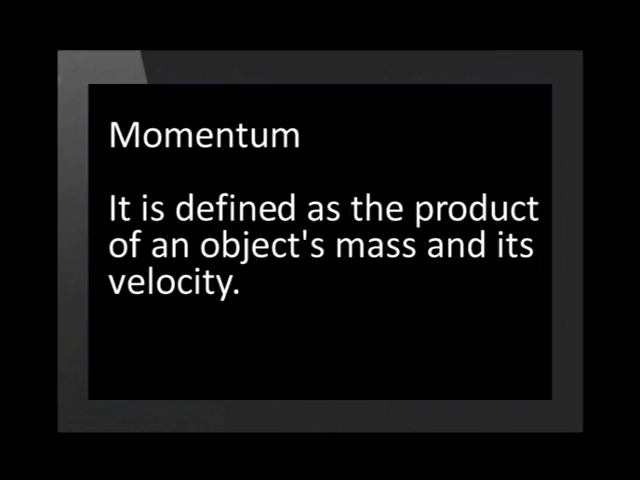 Momentum
It is defined as the product
of an object's mass and its
velocity.